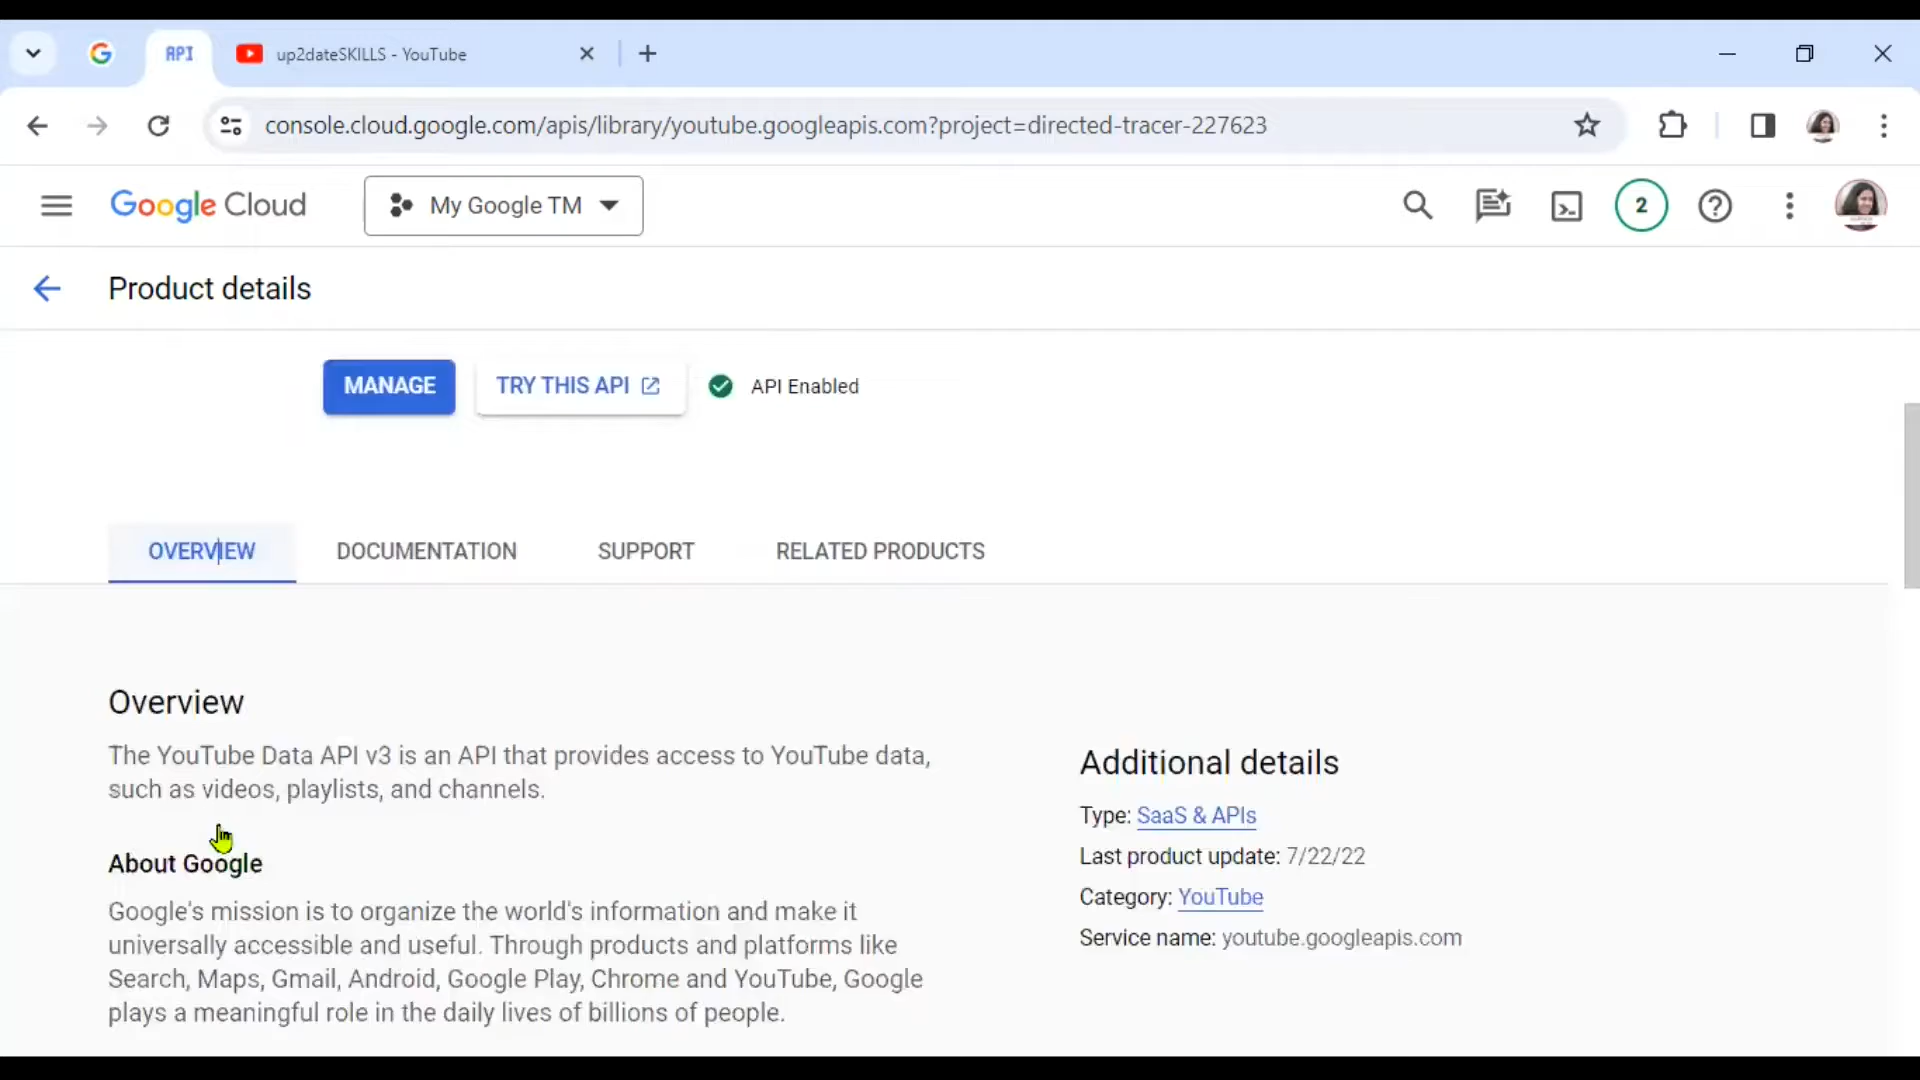 API
up2dateSKILLS - YouTube
console.cloud.google.com/apis/library/youtube.googleapis.com?project=directed-tracer-227623
Google Cloud
My Google TM
2
Product details
MANAGE
TRY THIS API
API Enabled
OVERVIEW
DOCUMENTATION
SUPPORT
RELATED PRODUCTS
Overview
The YouTube Data API v3 is an API that provides access to YouTube data,
such as videos, playlists, and channels.
About Google
Google's mission is to organize the world's information and make it
universally accessible and useful. Through products and platforms like
Search, Maps, Gmail, Android, Google Play, Chrome and YouTube, Google
plays a meaningful role in the daily lives of billions of people.
Additional details
Type: SaaS & APIs
Last product update: 7/22/22
Category: YouTube
Service name: youtube.googleapis.com